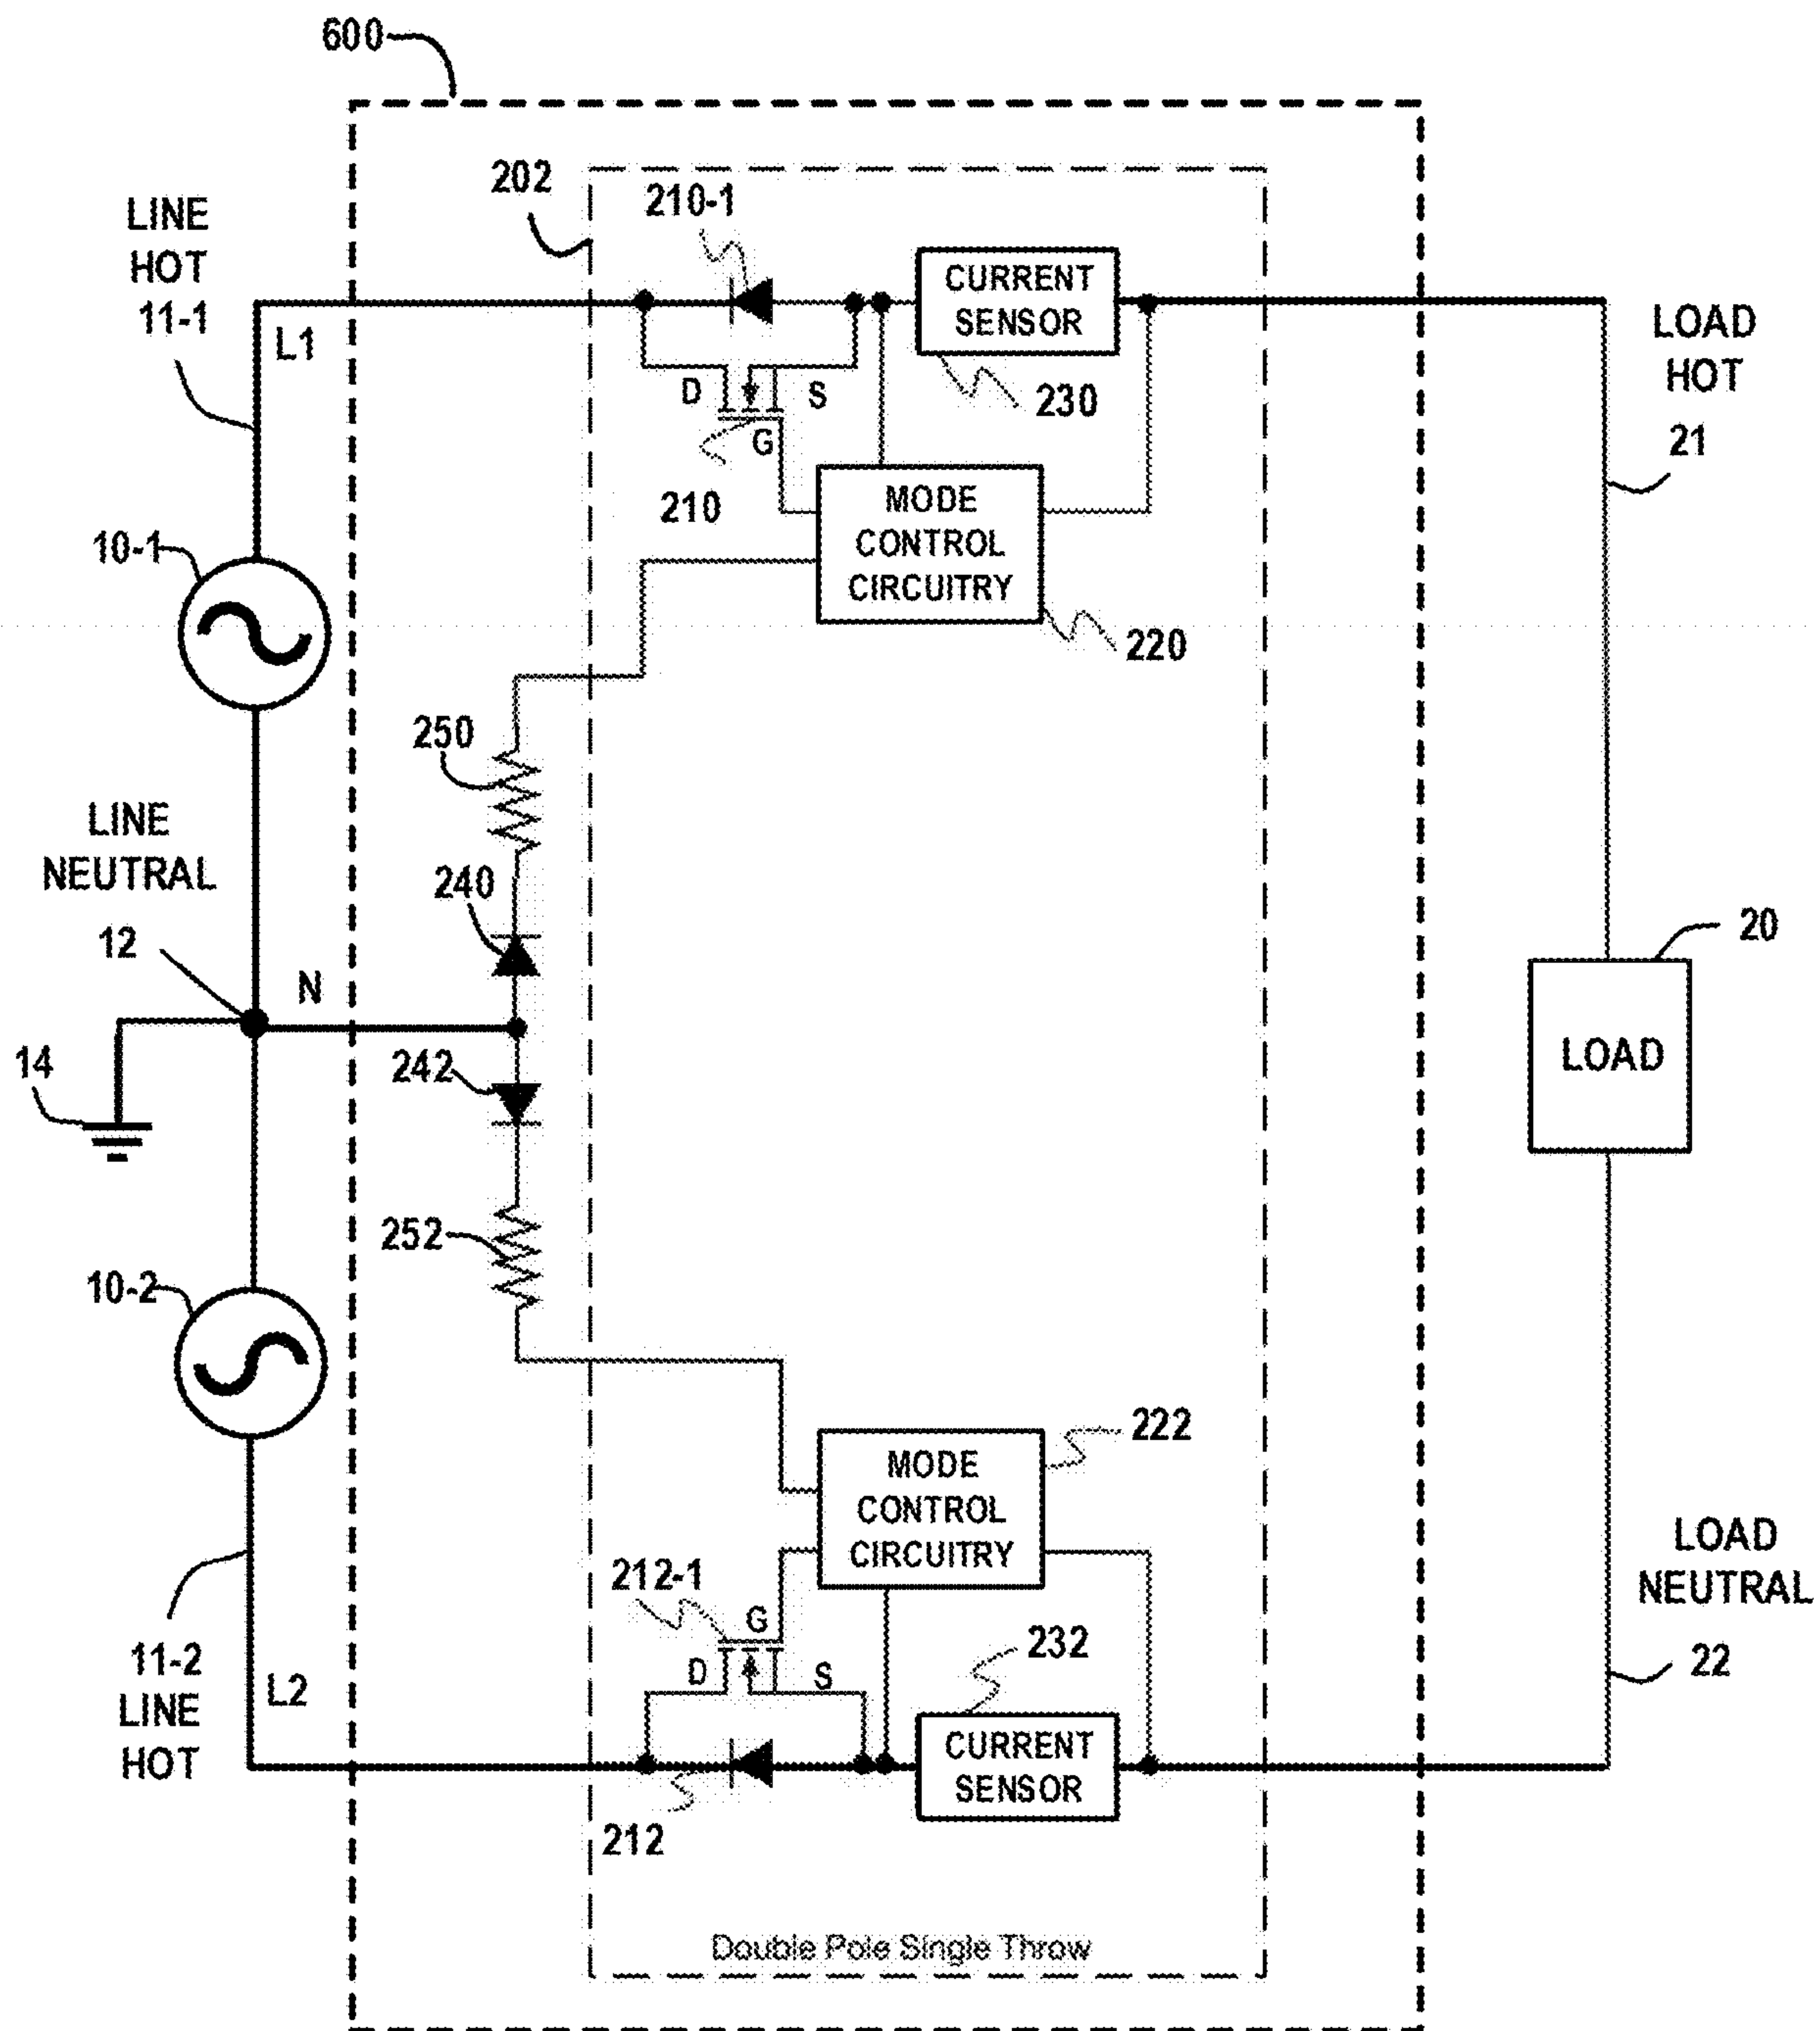 600
202
210-1
LINE
HOT
11-1
L1
CURRENT
SENSOR
LOAD
HOT
21
D
S
G
230
210
MODE
CONTROL
CIRCUITRY
220
10-1
250
LINE
NEUTRAL
12
240
N
20
LOAD
14
242
252
10-2
222
MODE
CONTROL
CIRCUITRY
212-1
G
D
S
232
LOAD
NEUTRAL
22
11-2
LINE
HOT
L2
CURRENT
SENSOR
212
Double Pole Single Throw